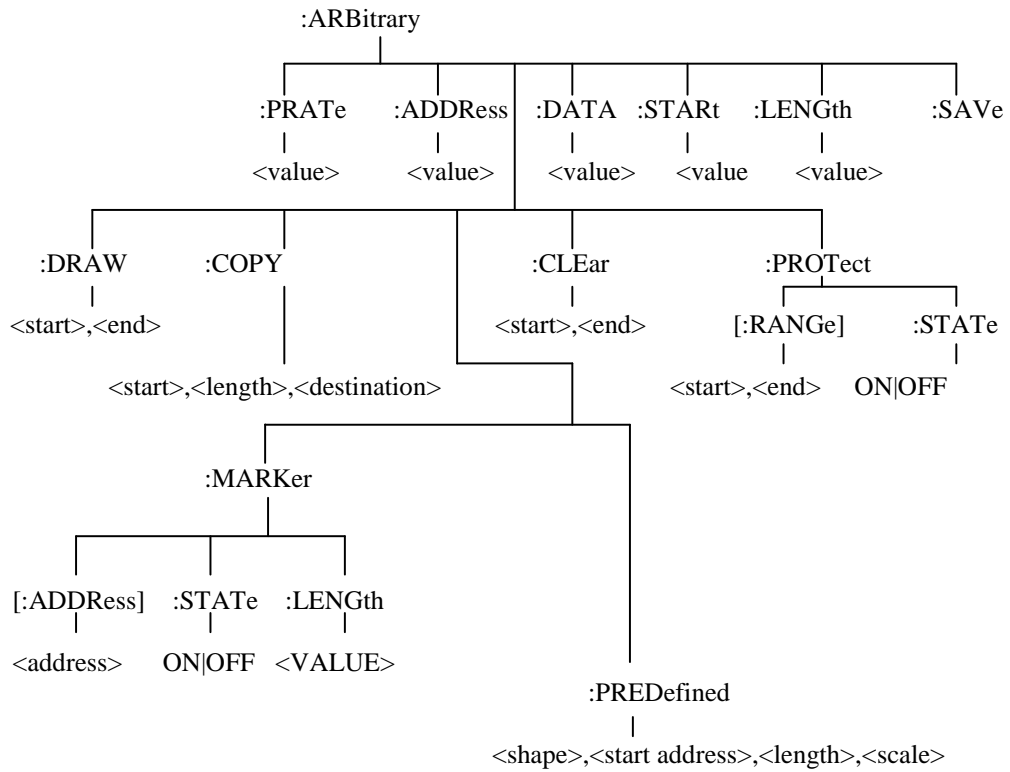 :ARBitrary
:PRATe :ADDRess :DATA :STARt :LENGth :SAVe
<value> <value> <value> <value <value>
:DRAW :COPY :CLEar :PROTect
<start>,<end> <start>,<end> [:RANGe] :STATe
<start>,<length>,<destination> <start>,<end> ON|OFF
:MARKer
[:ADDRess] :STATe :LENGth
<address> ON|OFF <VALUE>
:PREDefined
<shape>,<start address>,<length>,<scale>